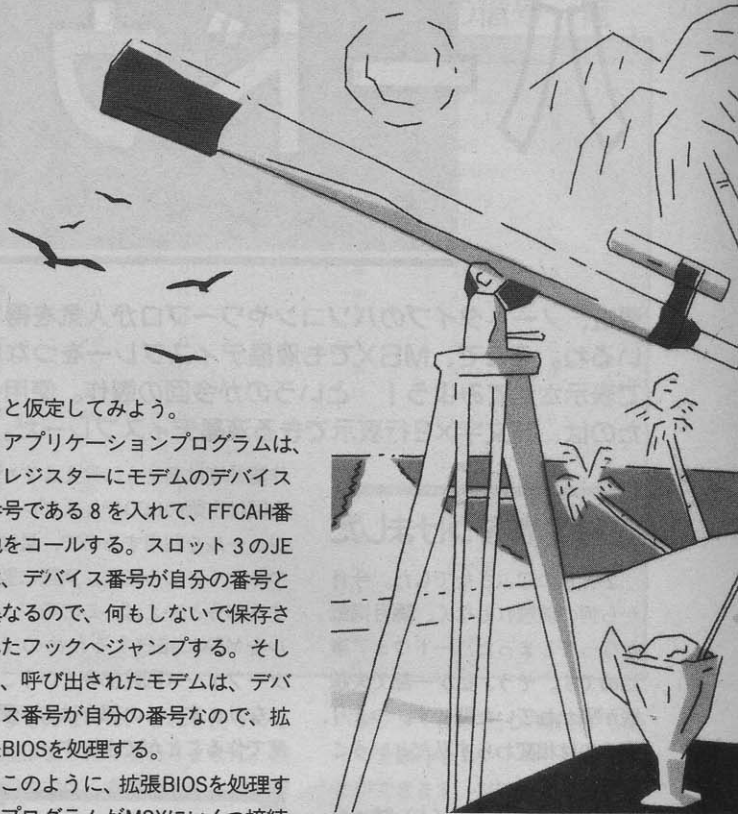 と仮定してみよう。
アプリケーションプログラムは、
レジスターにモデムのデバイス
号である8を入れて、FFCAH番
をコールする。スロット3のJE
、デバイス番号が自分の番号と
なるので、何もしないで保存さ
たフックへジャンプする。そし
、呼び出されたモデムは、デバ
ス番号が自分の番号なので、拡
BIOSを処理する。
このように、拡張BIOSを処理す
プログラムがMSXにいくつ接続